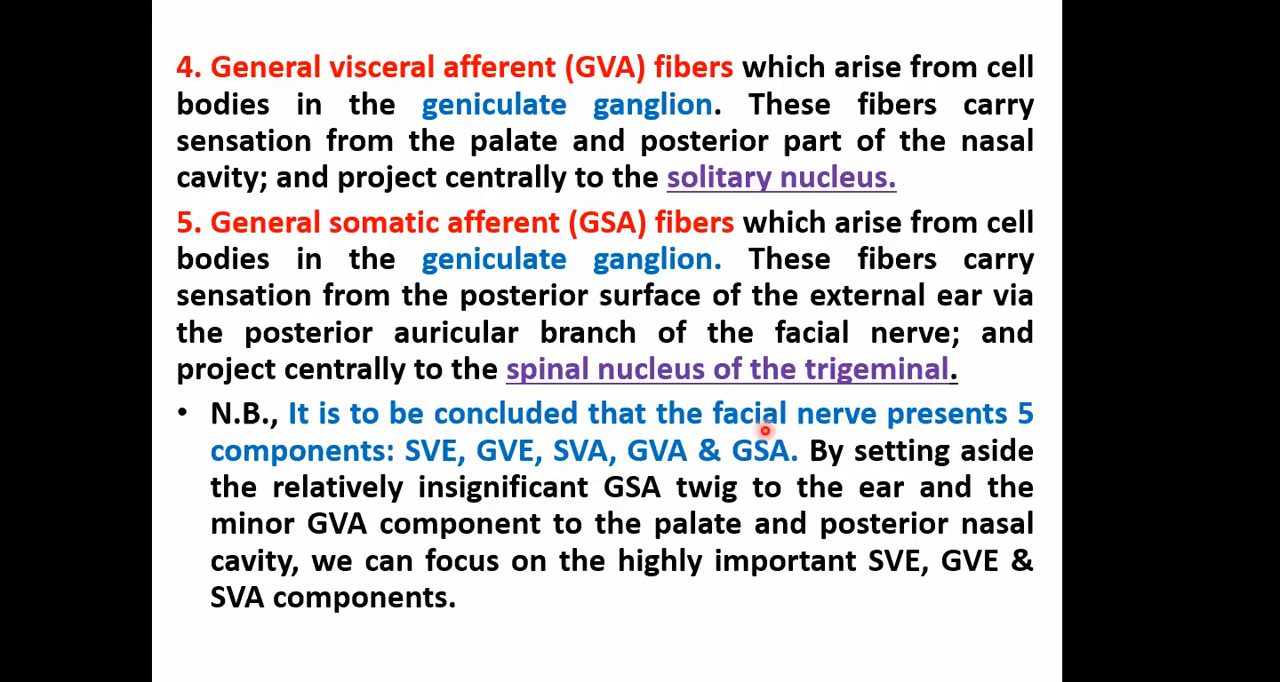 4. General visceral afferent (GVA) fibers which arise from cell
bodies in the geniculate ganglion. These fibers carry
sensation from the palate and posterior part of the nasal
cavity; and project centrally to the solitary nucleus.
5. General somatic afferent (GSA) fibers which arise from cell
bodies in the geniculate ganglion. These fibers carry
sensation from the posterior surface of the external ear via
the posterior auricular branch of the facial nerve; and
project centrally to the spinal nucleus of the trigeminal.
• N.B., It is to be concluded that the facial nerve presents 5
components: SVE, GVE, SVA, GVA & GSA. By setting aside
the relatively insignificant GSA twig to the ear and the
minor GVA component to the palate and posterior nasal
cavity, we can focus on the highly important SVE, GVE &
SVA components.